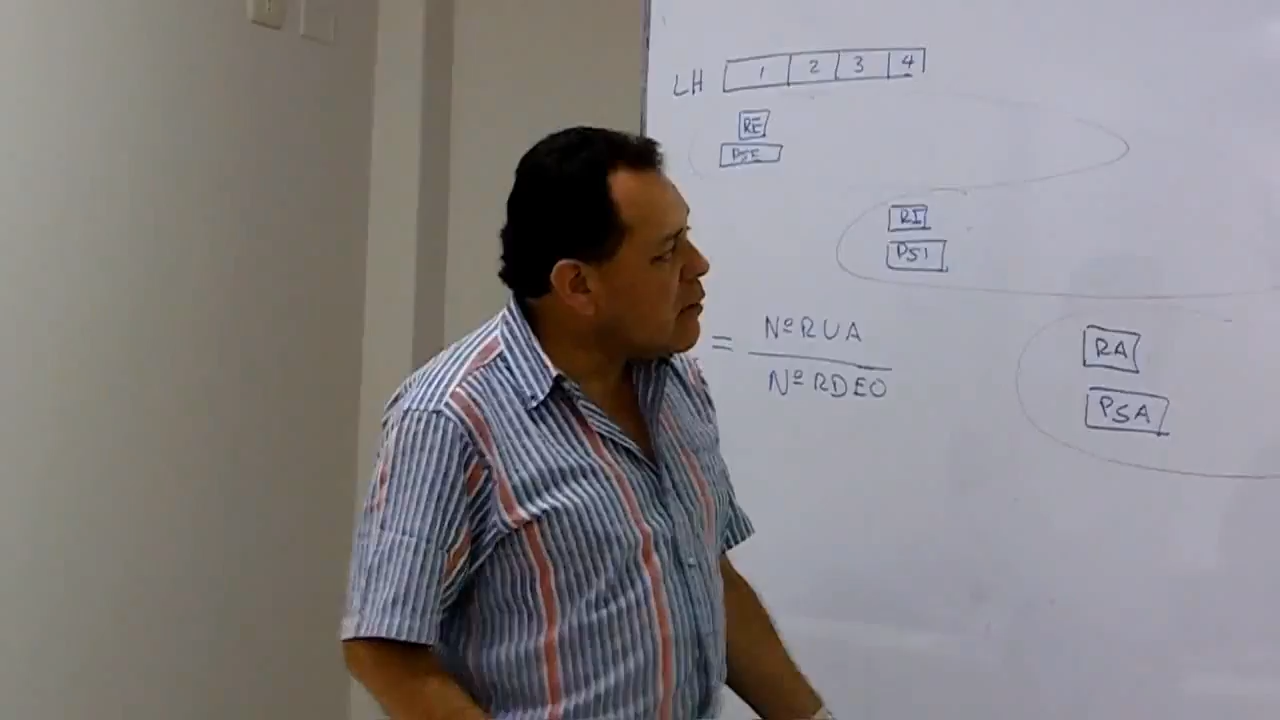 LH 1 2 3 4
RE
PSE
RI
PSI
= NºRUA
NºRDEO
RA
PSA